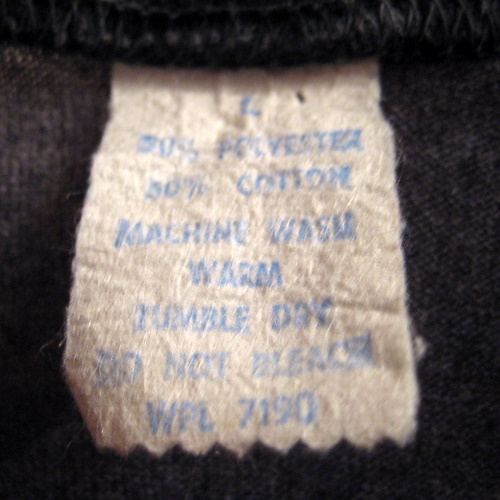 L
50% POLYESTER
50% COTTON
MACHINE WASH
WARM
TUMBLE DRY
DO NOT BLEACH
WPL 7190